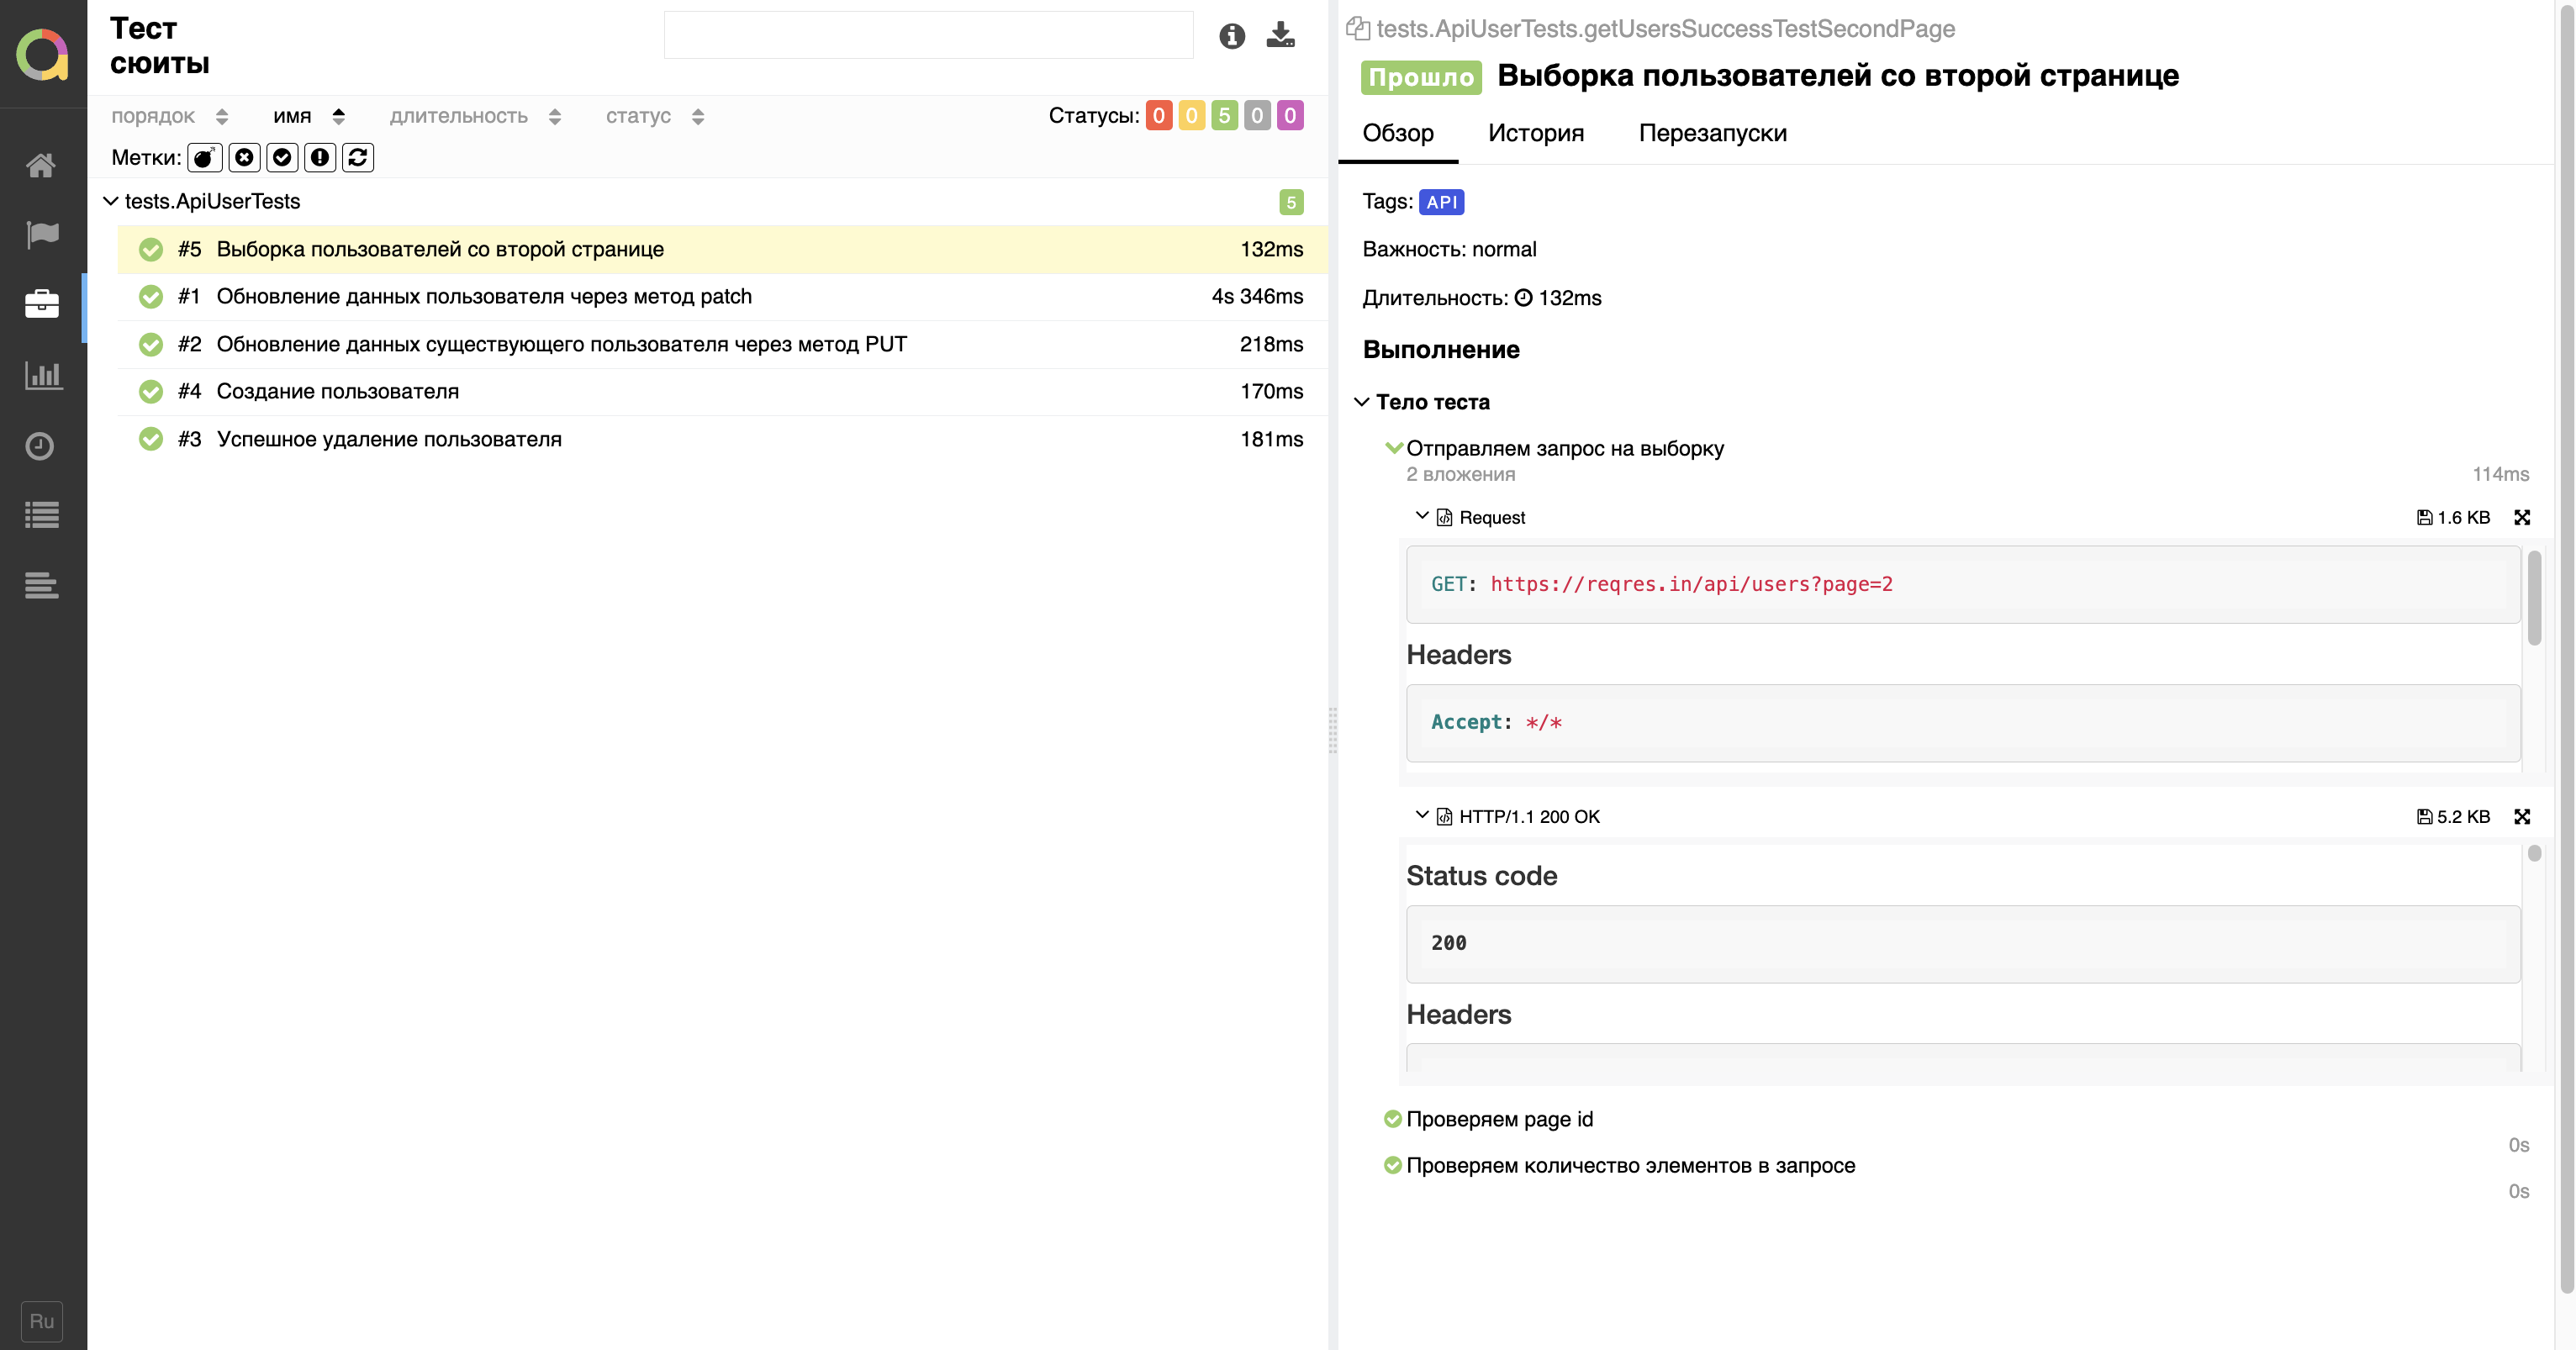 Тест
сюиты
порядок имя длительность статус Статусы: 0 0 5 0 0
Метки:
tests.ApiUserTests 5
#5 Выборка пользователей со второй странице 132ms
#1 Обновление данных пользователя через метод patch 4s 346ms
#2 Обновление данных существующего пользователя через метод PUT 218ms
#4 Создание пользователя 170ms
#3 Успешное удаление пользователя 181ms
Ru
tests.ApiUserTests.getUsersSuccessTestSecondPage
Прошло Выборка пользователей со второй странице
Обзор История Перезапуски
Tags: API
Важность: normal
Длительность: 132ms
Выполнение
Тело теста
Отправляем запрос на выборку
2 вложения 114ms
Request 1.6 KB
GET: https://reqres.in/api/users?page=2
Headers
Accept: */*
HTTP/1.1 200 OK 5.2 KB
Status code
200
Headers
Проверяем page id
0s
Проверяем количество элементов в запросе
0s